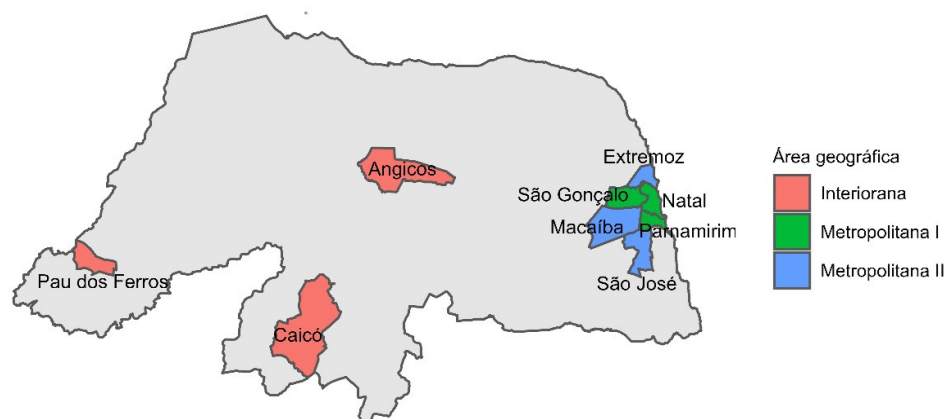 Extremoz
Área geográfica
Angicos
Interiorana
São Gonçalo
Natal
Macaíba
Parnamirim
Metropolitana I
Pau dos Ferros
São José
Metropolitana II
Caicó